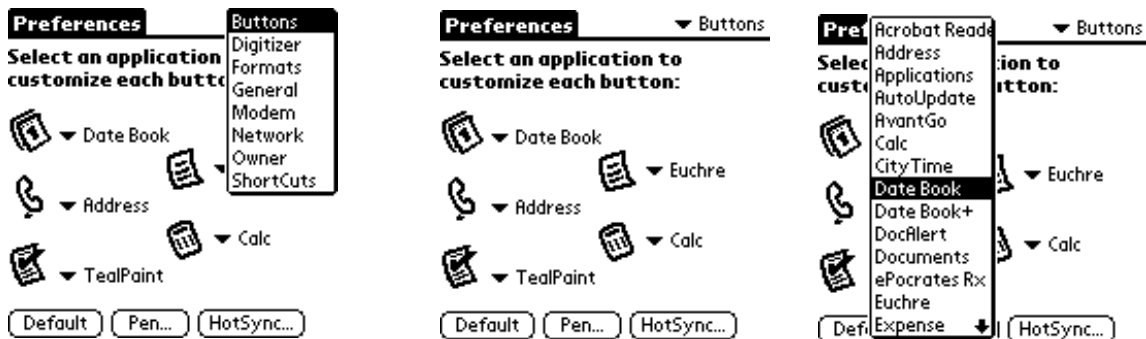 Preferences
Buttons
Digitizer
Formats
General
Modem
Network
Owner
ShortCuts
Select an application
customize each butt
Date Book
Address
Calc
TealPaint
Default
Pen...
HotSync...
Preferences
Buttons
Select an application to
customize each button:
Date Book
Euchre
Address
Calc
TealPaint
Default
Pen...
HotSync...
Pref
Buttons
Acrobat Reade
Address
Applications
AutoUpdate
AvantGo
Calc
CityTime
Date Book
Date Book+
DocAlert
Documents
ePocrates Rx
Euchre
Expense
Selec
ion to
cust
tton:
Euchre
Calc
Def
HotSync...